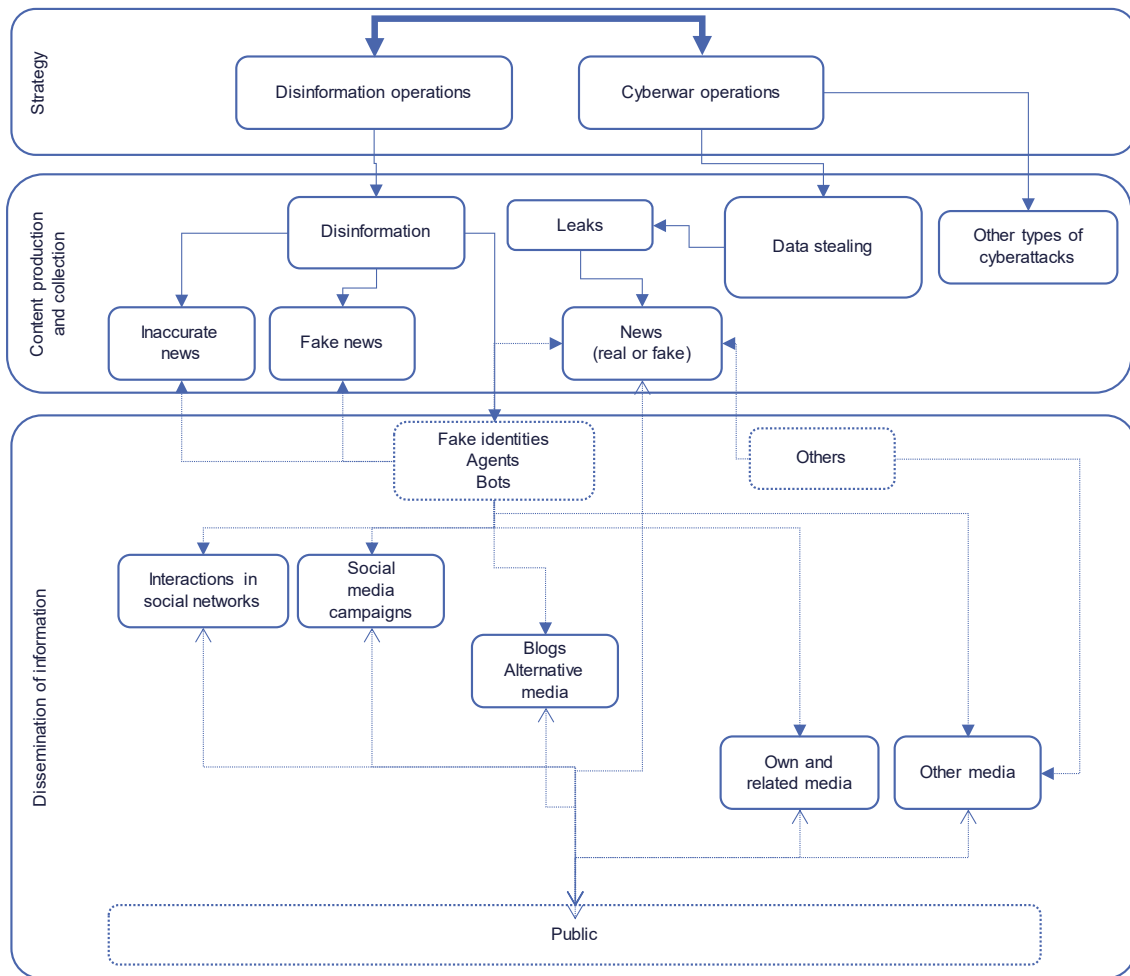 Strategy
Disinformation operations
Cyberwar operations
Content production
and collection
Disinformation
Leaks
Data stealing
Other types of
cyberattacks
Inaccurate
news
Fake news
News
(real or fake)
Dissemination of information
Fake identities
Agents
Bots
Others
Interactions in
social networks
Social
media
campaigns
Blogs
Alternative
media
Own and
related media
Other media
Public